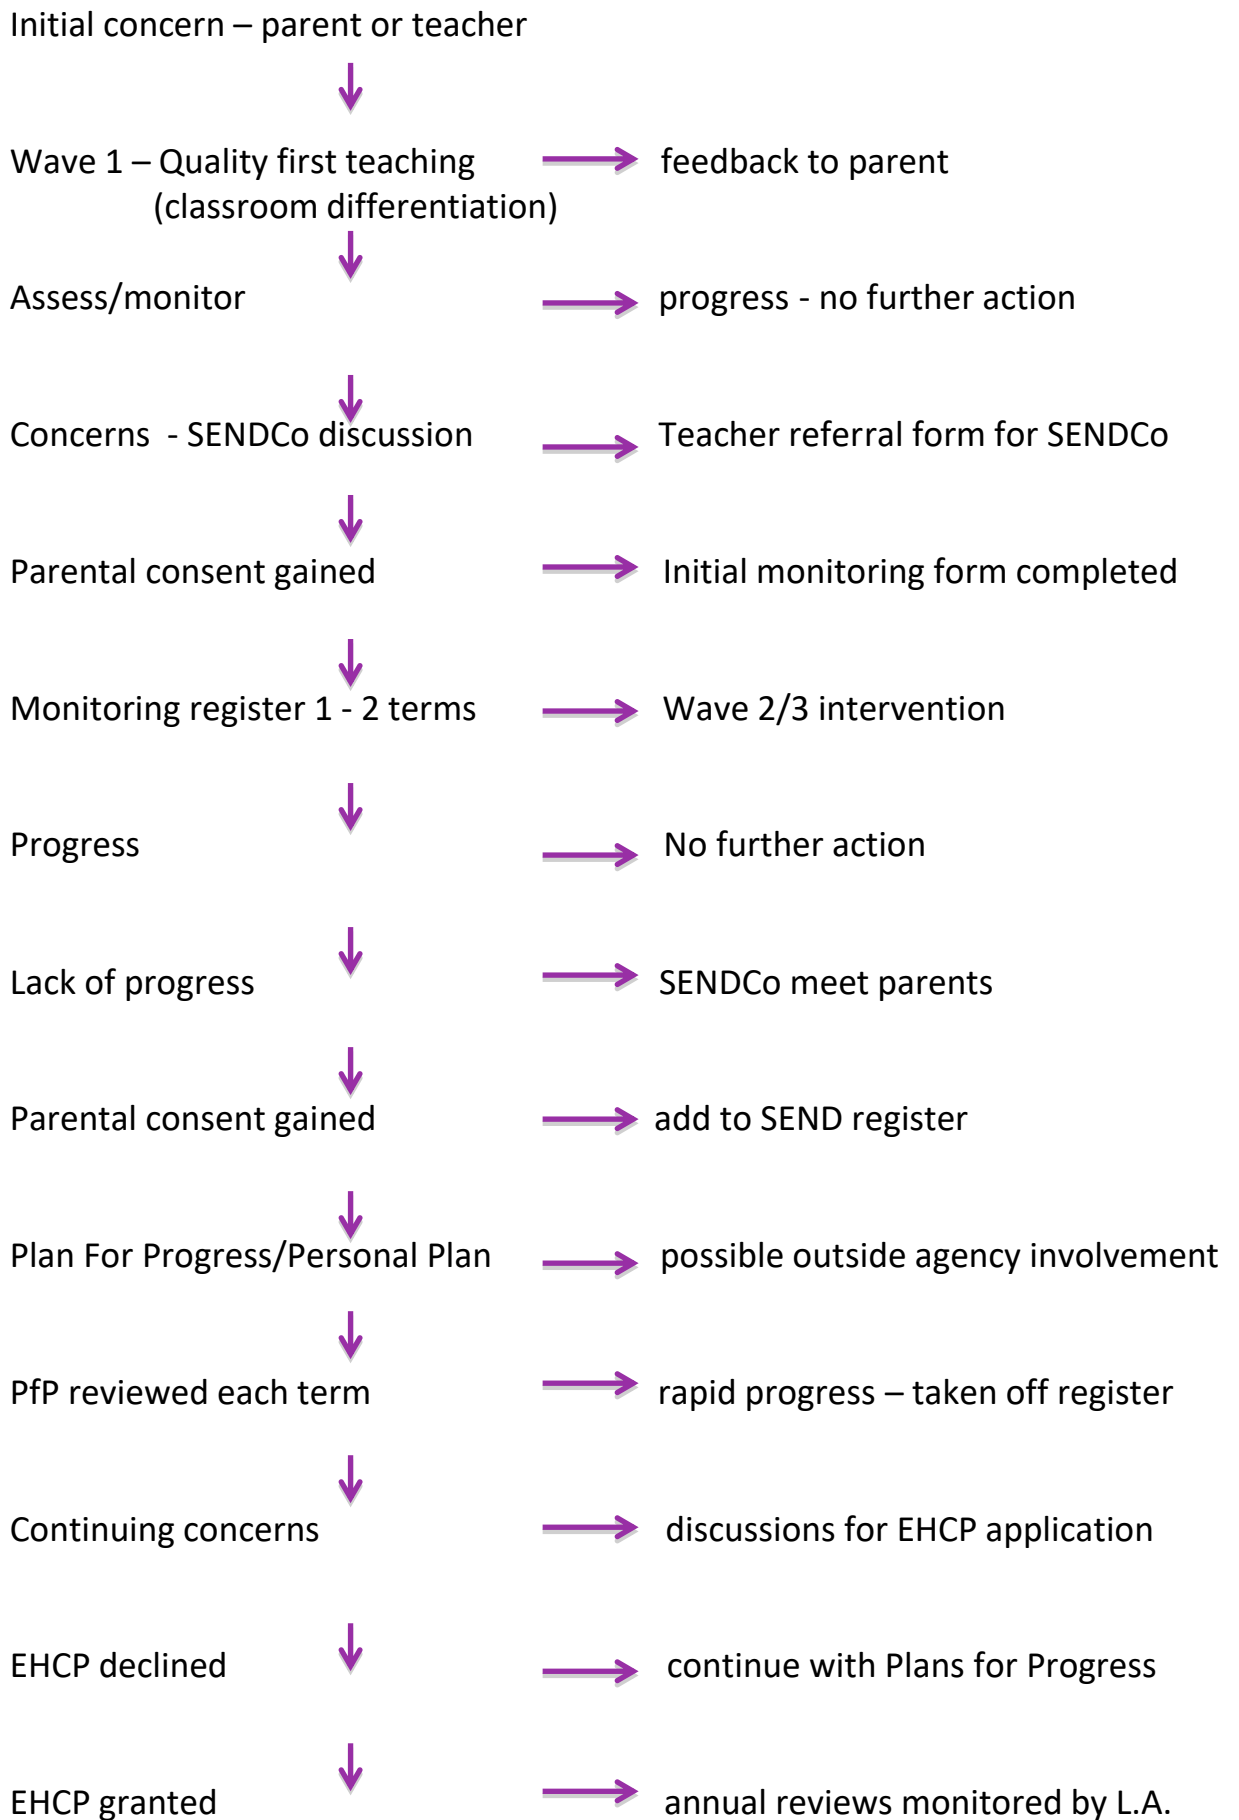 Initial concern – parent or teacher
Wave 1 – Quality first teaching feedback to parent
(classroom differentiation)
Assess/monitor progress - no further action
Concerns - SENDCo discussion Teacher referral form for SENDCo
Parental consent gained Initial monitoring form completed
Monitoring register 1 - 2 terms Wave 2/3 intervention
Progress No further action
Lack of progress SENDCo meet parents
Parental consent gained add to SEND register
Plan For Progress/Personal Plan possible outside agency involvement
PfP reviewed each term rapid progress – taken off register
Continuing concerns discussions for EHCP application
EHCP declined continue with Plans for Progress
EHCP granted annual reviews monitored by L.A.